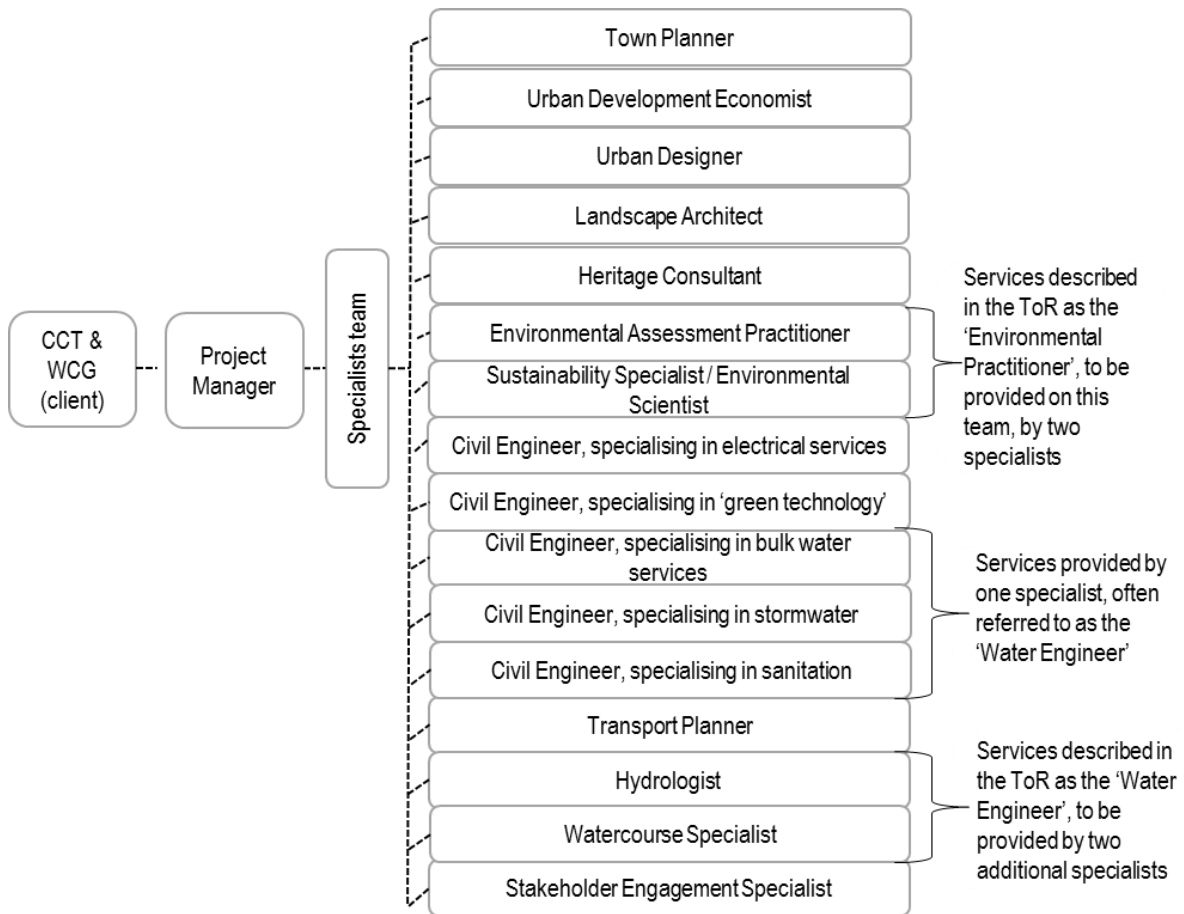 CCT &
WCG
(client)
Project
Manager
Specialists team
Town Planner
Urban Development Economist
Urban Designer
Landscape Architect
Heritage Consultant
Environmental Assessment Practitioner
Sustainability Specialist / Environmental
Scientist
Civil Engineer, specialising in electrical services
Civil Engineer, specialising in ‘green technology’
Civil Engineer, specialising in bulk water
services
Civil Engineer, specialising in stormwater
Civil Engineer, specialising in sanitation
Transport Planner
Hydrologist
Watercourse Specialist
Stakeholder Engagement Specialist
Services described
in the ToR as the
‘Environmental
Practitioner’, to be
provided on this
team, by two
specialists
Services provided by
one specialist, often
referred to as the
‘Water Engineer’
Services described in
the ToR as the ‘Water
Engineer’, to be
provided by two
additional specialists